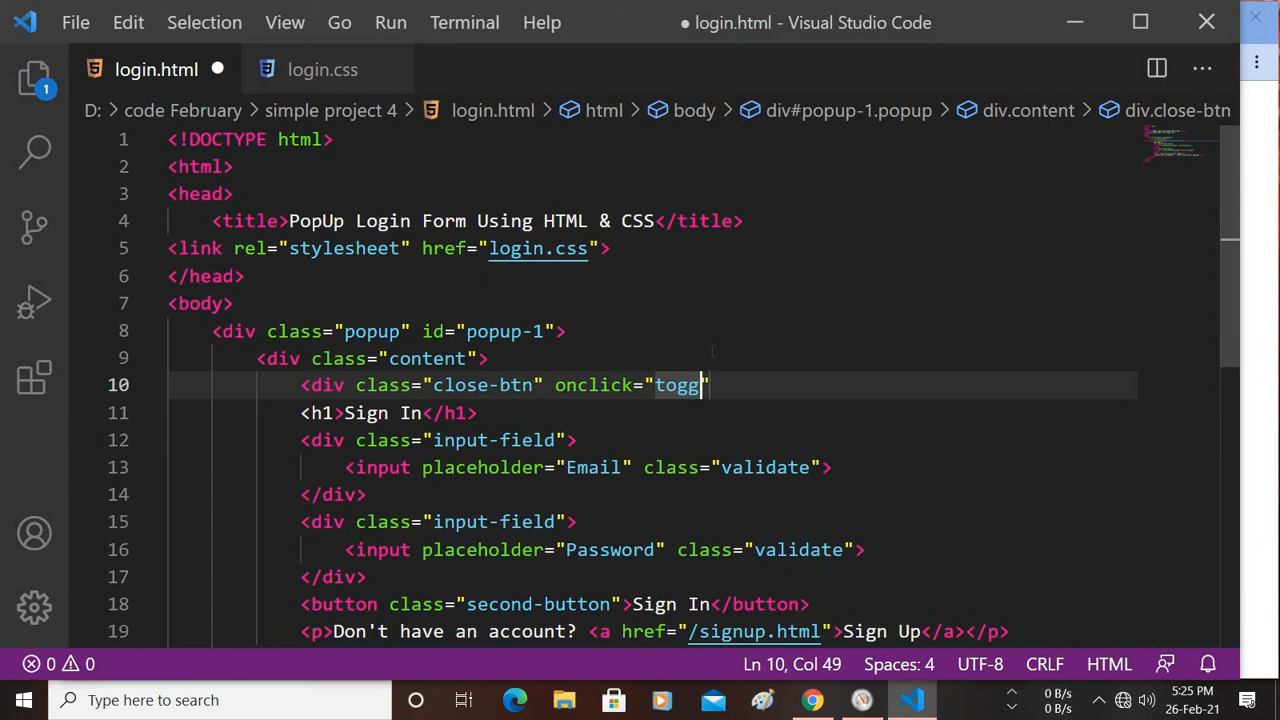 File Edit Selection View Go Run Terminal Help ● login.html - Visual Studio Code
login.html login.css
1
D: > code February > simple project 4 > login.html > html > body > div#popup-1.popup > div.content > div.close-btn
1 <!DOCTYPE html>
2 <html>
3 <head>
4 <title>PopUp Login Form Using HTML & CSS</title>
5 <link rel="stylesheet" href="login.css">
6 </head>
7 <body>
8 <div class="popup" id="popup-1">
9 <div class="content">
10 <div class="close-btn" onclick="togg"
11 <h1>Sign In</h1>
12 <div class="input-field">
13 <input placeholder="Email" class="validate">
14 </div>
15 <div class="input-field">
16 <input placeholder="Password" class="validate">
17 </div>
18 <button class="second-button">Sign In</button>
19 <p>Don't have an account? <a href="/signup.html">Sign Up</a></p>
0 0 Ln 10, Col 49 Spaces: 4 UTF-8 CRLF HTML
Type here to search
0 B/s
0 B/s
5:25 PM
26-Feb-21